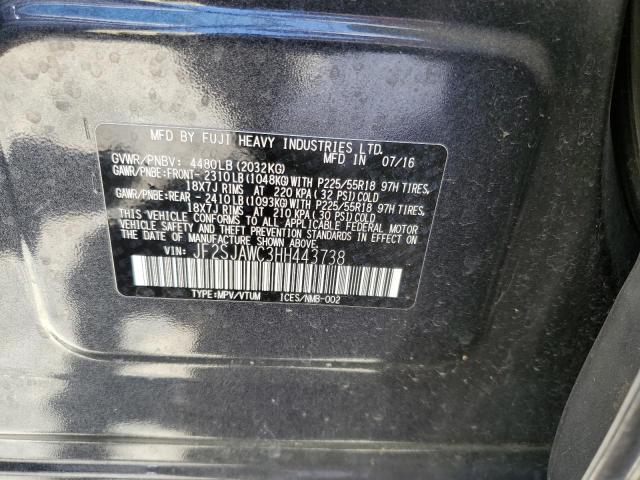 MFD BY FUJI HEAVY INDUSTRIES LTD.
MFD IN 07/16
GVWR/PNBV: 4480LB(2032KG)
GAWR/PNBE:FRONT-2310LB(1048KG)WITH P225/55R18 97H TIRES,
18X7J RIMS AT 220 KPA(32 PSI)COLD
GAWR/PNBE:REAR -2410LB(1093KG)WITH P225/55R18 97H TIRES,
18X7J RIMS AT 210 KPA(30 PSI)COLD
THIS VEHICLE CONFORMS TO ALL APPLICABLE FEDERAL MOTOR
VEHICLE SAFETY AND THEFT PREVENTION STANDARDS IN EFFECT
ON THE DATE OF MANUFACTURE SHOWN ABOVE.
VIN: JF2SJAWC3HH443738
TYPE:MPV/VTUM ICES/NMB-002